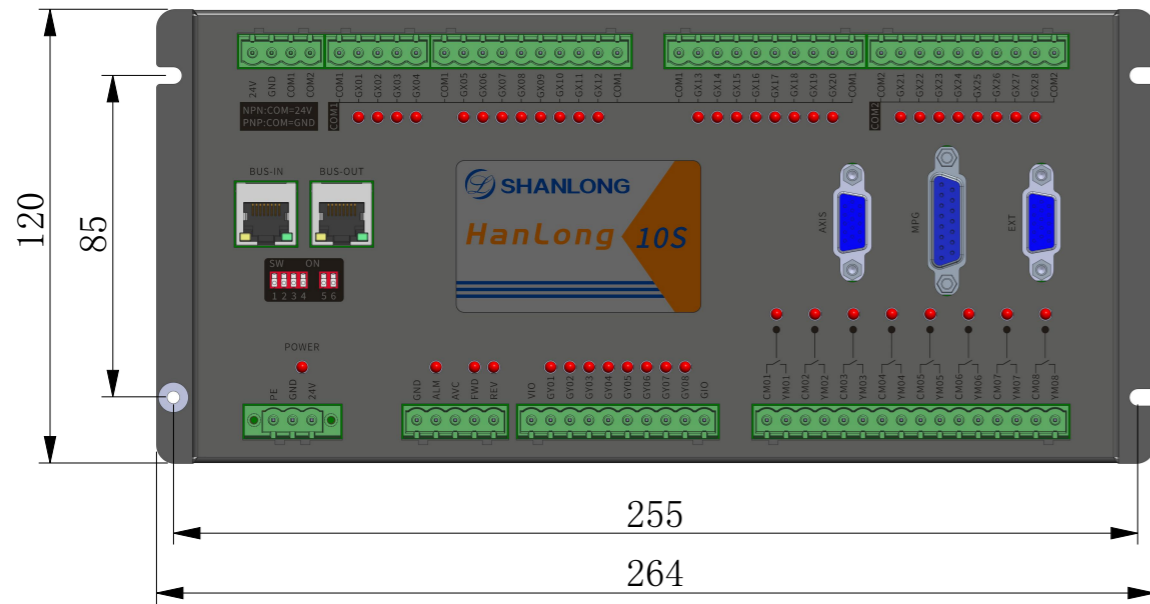 24V GND COM1 COM2 COM1 GX01 GX02 GX03 GX04 COM1 GX05 GX06 GX07 GX08 GX09 GX10 GX11 GX12 COM1 COM1 GX13 GX14 GX15 GX16 GX17 GX18 GX19 GX20 COM1 COM2 GX21 GX22 GX23 GX24 GX25 GX26 GX27 GX28 COM2
NPN:COM=24V
PNP:COM=GND
COM1
COM2
BUS-IN BUS-OUT
SHANLONG
HanLong 10S
AXIS
MPG
EXT
SW ON
1 2 3 4 5 6
POWER
PE GND 24V
GND ALM AVC FWD REV
VIO GY01 GY02 GY03 GY04 GY05 GY06 GY07 GY08 GIO
CM01 YM01 CM02 YM02 CM03 YM03 CM04 YM04 CM05 YM05 CM06 YM06 CM07 YM07 CM08 YM08
120
85
255
264